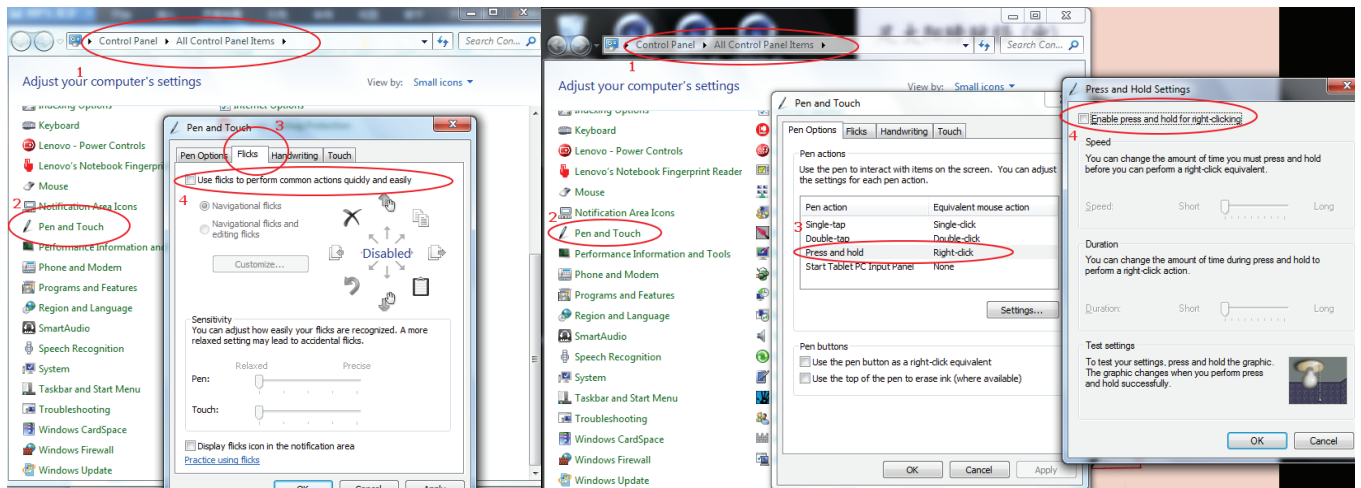 Control Panel ▸ All Control Panel Items ▸
Search Con...
1
Adjust your computer's settings
View by: Small icons
Indexing Options
Internet Options
Keyboard
Lenovo - Power Controls
Lenovo's Notebook Fingerpri
Mouse
2
Notification Area Icons
Pen and Touch
Performance Information and
Phone and Modem
Programs and Features
Region and Language
SmartAudio
Speech Recognition
System
Taskbar and Start Menu
Troubleshooting
Windows CardSpace
Windows Firewall
Windows Update
Pen and Touch
3
Pen Options
Flicks
Handwriting
Touch
Use flicks to perform common actions quickly and easily
4
Navigational flicks
Navigational flicks and
editing flicks
Customize...
Disabled
Sensitivity
You can adjust how easily your flicks are recognized. A more
relaxed setting may lead to accidental flicks.
Relaxed
Precise
Pen:
Touch:
Display flicks icon in the notification area
Practice using flicks
OK
Cancel
Apply
Control Panel ▸ All Control Panel Items ▸
Search Con...
1
Adjust your computer's settings
View by: Small icons
Keyboard
Lenovo - Power Controls
Lenovo's Notebook Fingerprint Reader
Mouse
Notification Area Icons
2
Pen and Touch
Performance Information and Tools
Phone and Modem
Programs and Features
Region and Language
SmartAudio
Speech Recognition
System
Taskbar and Start Menu
Troubleshooting
Windows CardSpace
Windows Firewall
Windows Update
Pen and Touch
Pen Options
Flicks
Handwriting
Touch
Pen actions
Use the pen to interact with items on the screen. You can adjust
the settings for each pen action.
Pen action
Equivalent mouse action
Single-tap
Single-click
3
Double-tap
Double-click
Press and hold
Right-click
Start Tablet PC Input Panel
None
Settings...
Pen buttons
Use the pen button as a right-click equivalent
Use the top of the pen to erase ink (where available)
OK
Cancel
Apply
Press and Hold Settings
Enable press and hold for right-clicking
4
Speed
You can change the amount of time you must press and hold
before you can perform a right-click equivalent.
Speed:
Short
Long
Duration
You can change the amount of time during press and hold to
perform a right-click action.
Duration:
Short
Long
Test settings
To test your settings, press and hold the graphic.
The graphic changes when you perform press
and hold successfully.
OK
Cancel